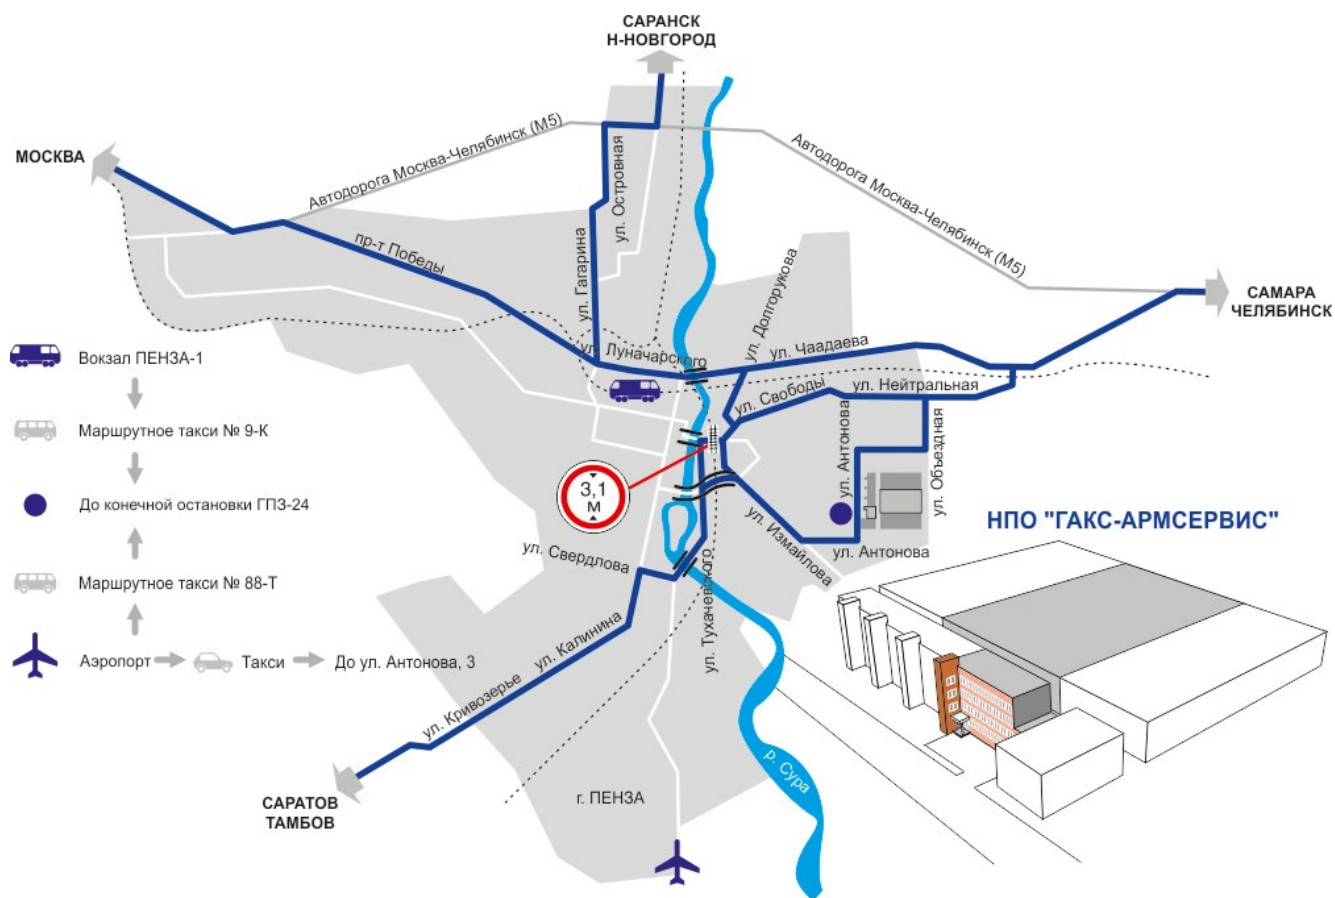 САРАНСК
Н-НОВГОРОД
МОСКВА
Автодорога Москва-Челябинск (М5)
Автодорога Москва-Челябинск (М5)
ул. Островная
пр-т Победы
ул. Гагарина
ул. Долгорукова
САМАРА
ЧЕЛЯБИНСК
ул. Луначарского
ул. Чаадаева
ул. Свободы
ул. Нейтральная
ул. Антонова
ул. Объездная
Вокзал ПЕНЗА-1
Маршрутное такси № 9-К
До конечной остановки ГПЗ-24
Маршрутное такси № 88-Т
Аэропорт
Такси
До ул. Антонова, 3
3,1
м
ул. Свердлова
ул. Измайлова
ул. Антонова
ул. Тухачевского
ул. Калинина
ул. Кривозерье
НПО "ГАКС-АРМСЕРВИС"
р. Сура
г. ПЕНЗА
САРАТОВ
ТАМБОВ